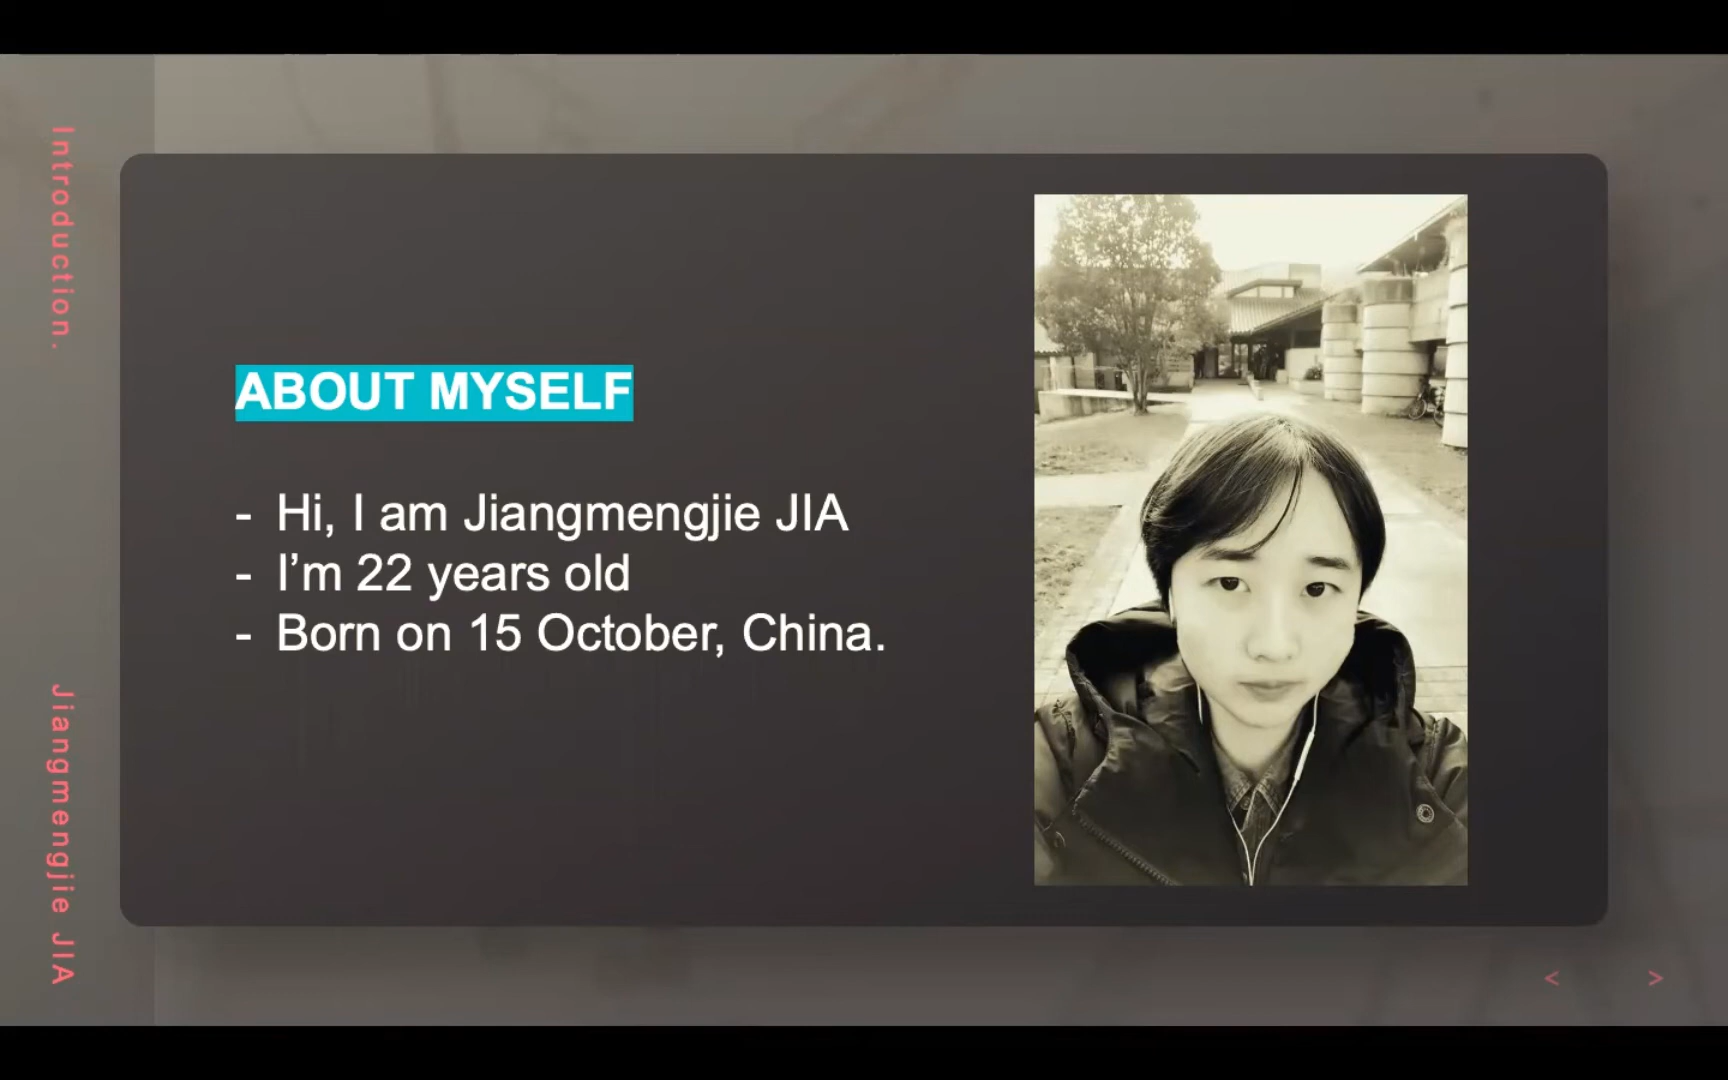 Introduction.
ABOUT MYSELF
- Hi, I am Jiangmengjie JIA
- I’m 22 years old
- Born on 15 October, China.
Jiangmengjie JIA
< >